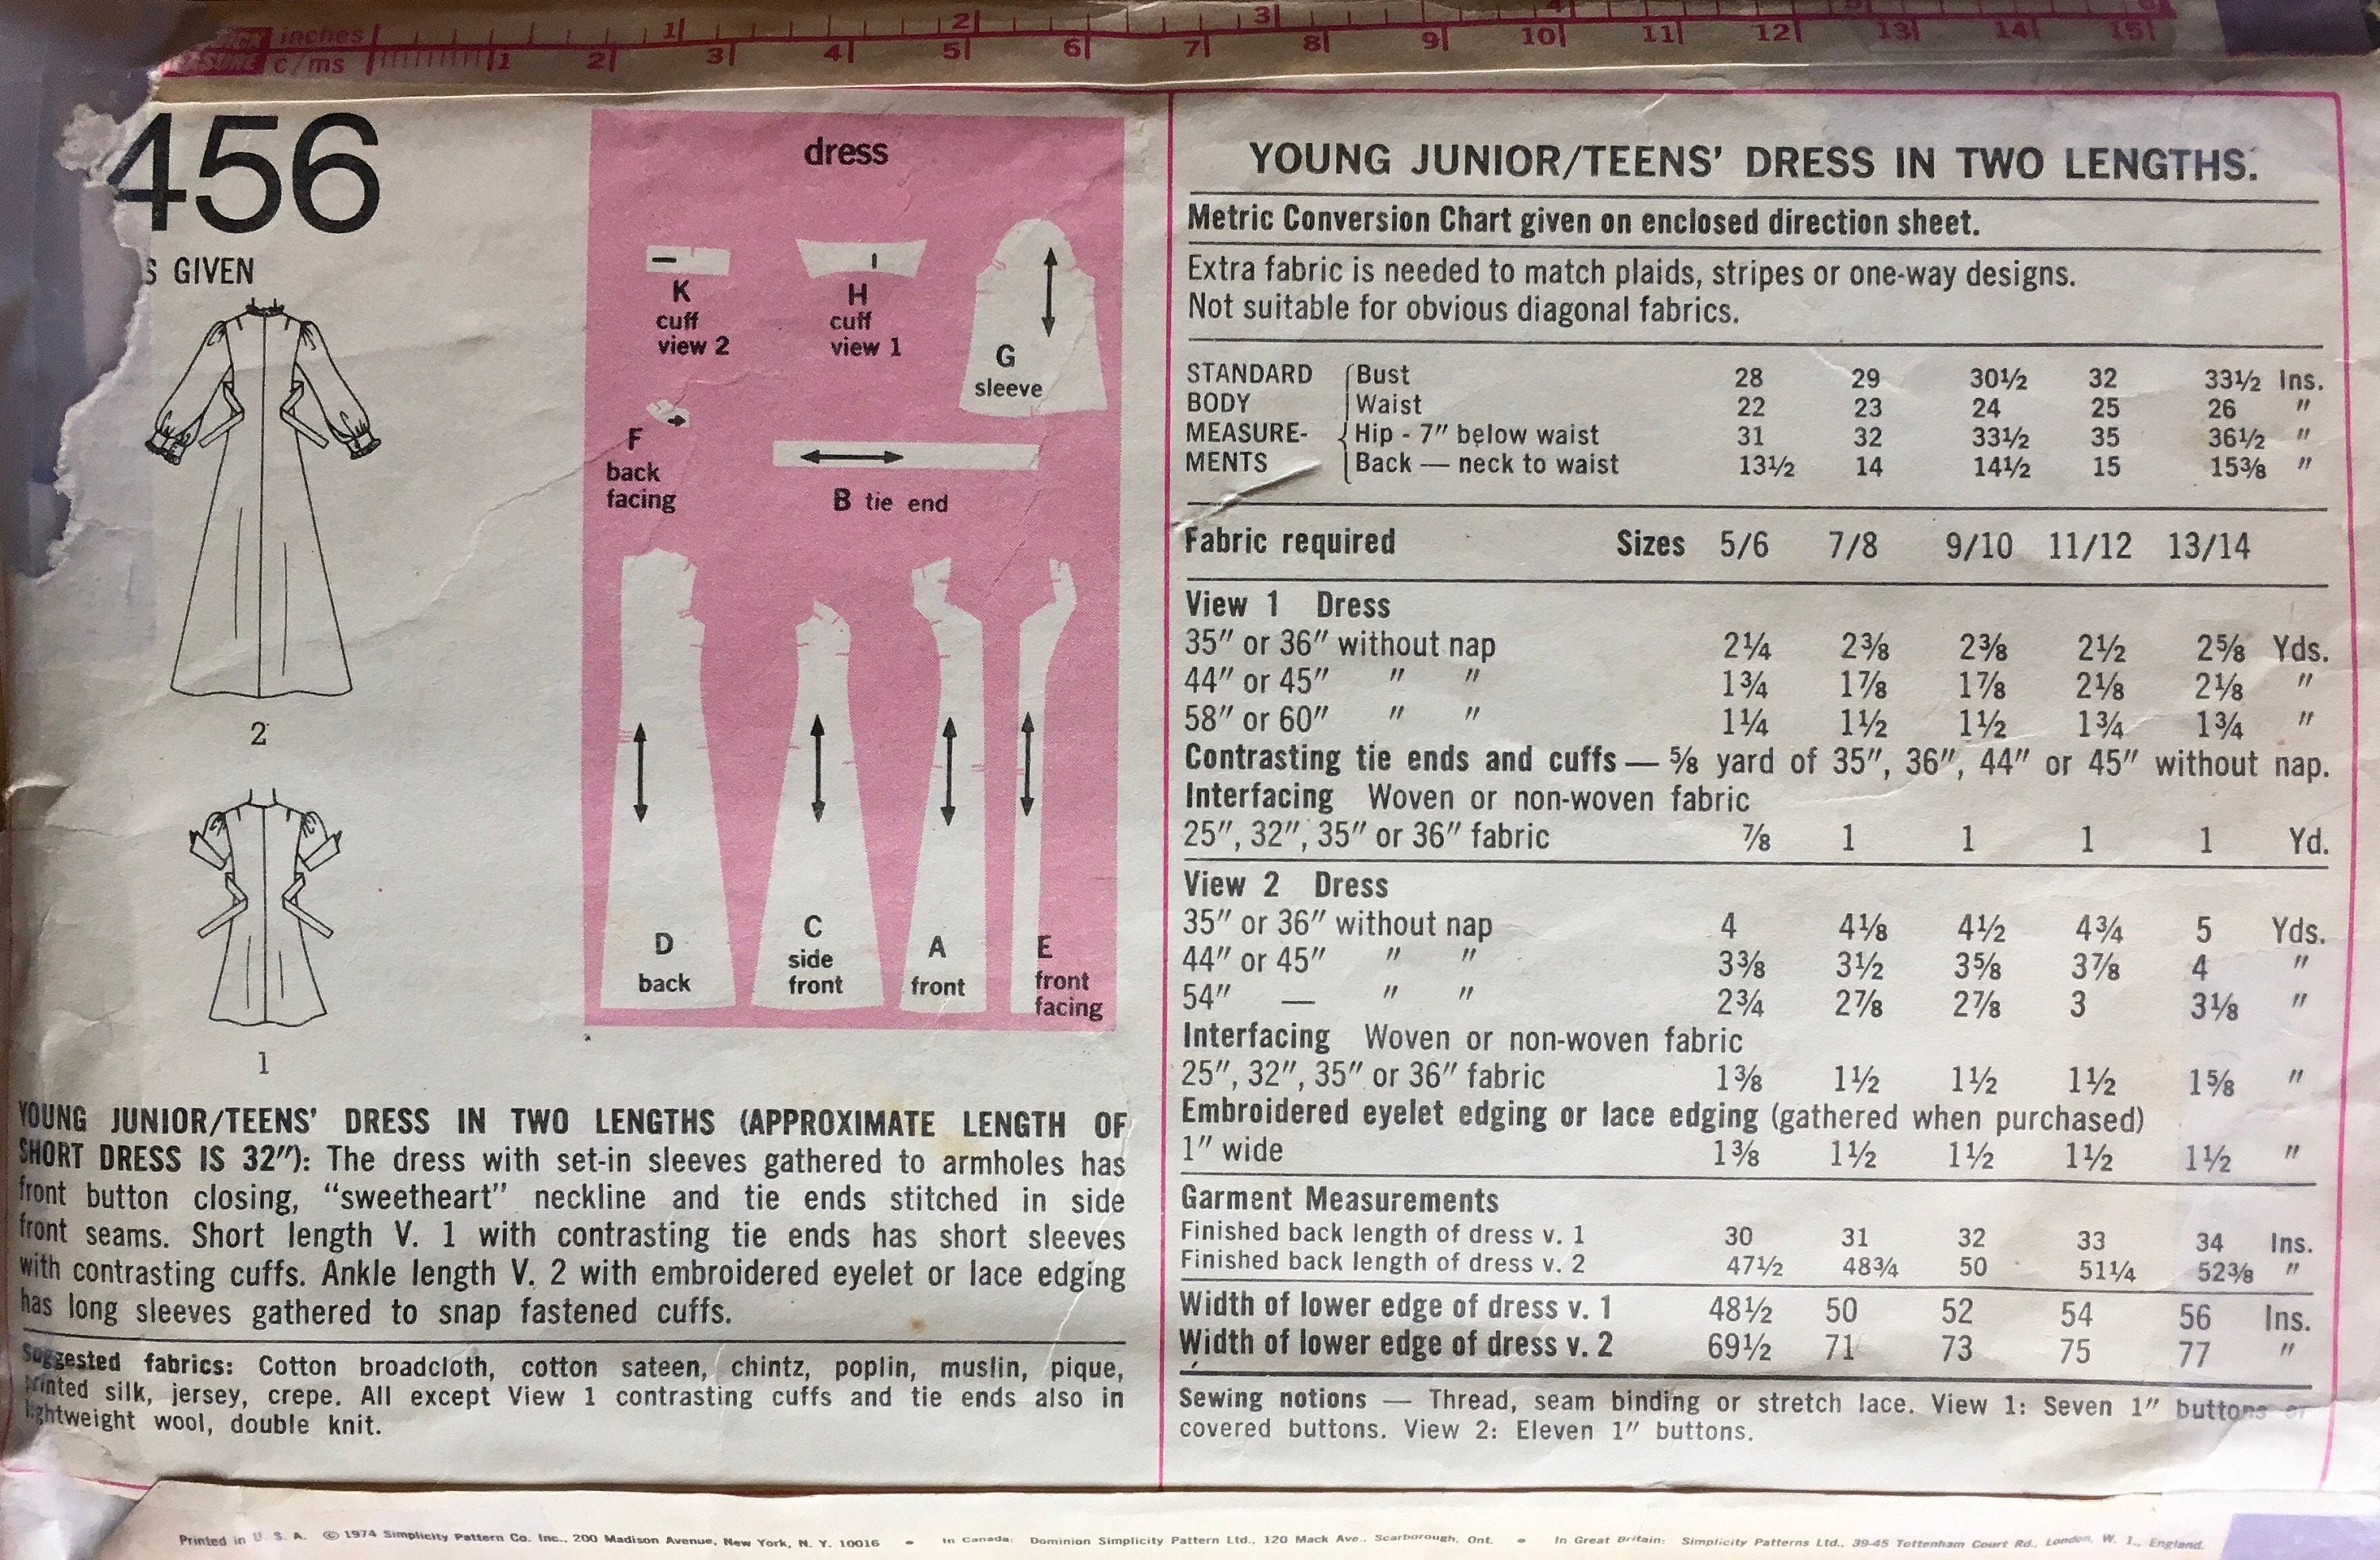 inches
c/ms
1 2 3 4 5 6
1 2 3 4 5 6 7 8 9 10 11 12 13 14 15
456
S GIVEN
2
1
dress
K
cuff
view 2
H
cuff
view 1
G
sleeve
F
back
facing
B tie end
D
back
C
side
front
A
front
E
front
facing
YOUNG JUNIOR/TEENS' DRESS IN TWO LENGTHS (APPROXIMATE LENGTH OF
SHORT DRESS IS 32"): The dress with set-in sleeves gathered to armholes has
front button closing, “sweetheart” neckline and tie ends stitched in side
front seams. Short length V. 1 with contrasting tie ends has short sleeves
with contrasting cuffs. Ankle length V. 2 with embroidered eyelet or lace edging
has long sleeves gathered to snap fastened cuffs.
Suggested fabrics: Cotton broadcloth, cotton sateen, chintz, poplin, muslin, pique,
printed silk, jersey, crepe. All except View 1 contrasting cuffs and tie ends also in
lightweight wool, double knit.
YOUNG JUNIOR/TEENS' DRESS IN TWO LENGTHS.
Metric Conversion Chart given on enclosed direction sheet.
Extra fabric is needed to match plaids, stripes or one-way designs.
Not suitable for obvious diagonal fabrics.
STANDARD Bust 28 29 30½ 32 33½ Ins.
BODY Waist 22 23 24 25 26 "
MEASURE- Hip - 7" below waist 31 32 33½ 35 36½ "
MENTS Back — neck to waist 13½ 14 14½ 15 15⅜ "
Fabric required Sizes 5/6 7/8 9/10 11/12 13/14
View 1 Dress
35" or 36" without nap 2¼ 2⅜ 2⅜ 2½ 2⅝ Yds.
44" or 45" " " 1¾ 1⅞ 1⅞ 2⅛ 2⅛ "
58" or 60" " " 1¼ 1½ 1½ 1¾ 1¾ "
Contrasting tie ends and cuffs — ⅝ yard of 35", 36", 44" or 45" without nap.
Interfacing Woven or non-woven fabric
25", 32", 35" or 36" fabric ⅞ 1 1 1 1 Yd.
View 2 Dress
35" or 36" without nap 4 4⅛ 4½ 4¾ 5 Yds.
44" or 45" " " 3⅜ 3½ 3⅝ 3⅞ 4 "
54" — " " 2¾ 2⅞ 2⅞ 3 3⅛ "
Interfacing Woven or non-woven fabric
25", 32", 35" or 36" fabric 1⅜ 1½ 1½ 1½ 1⅝ "
Embroidered eyelet edging or lace edging (gathered when purchased)
1" wide 1⅜ 1½ 1½ 1½ 1½ "
Garment Measurements
Finished back length of dress v. 1 30 31 32 33 34 Ins.
Finished back length of dress v. 2 47½ 48¾ 50 51¼ 52⅜ "
Width of lower edge of dress v. 1 48½ 50 52 54 56 Ins.
Width of lower edge of dress v. 2 69½ 71 73 75 77 "
Sewing notions — Thread, seam binding or stretch lace. View 1: Seven 1" buttons or
covered buttons. View 2: Eleven 1" buttons.
Printed in U. S. A. © 1974 Simplicity Pattern Co. Inc., 200 Madison Avenue, New York, N. Y. 10016 • In Canada: Dominion Simplicity Pattern Ltd., 120 Mack Ave., Scarborough, Ont. • In Great Britain: Simplicity Patterns Ltd., 39-45 Tottenham Court Rd., London, W. 1., England.